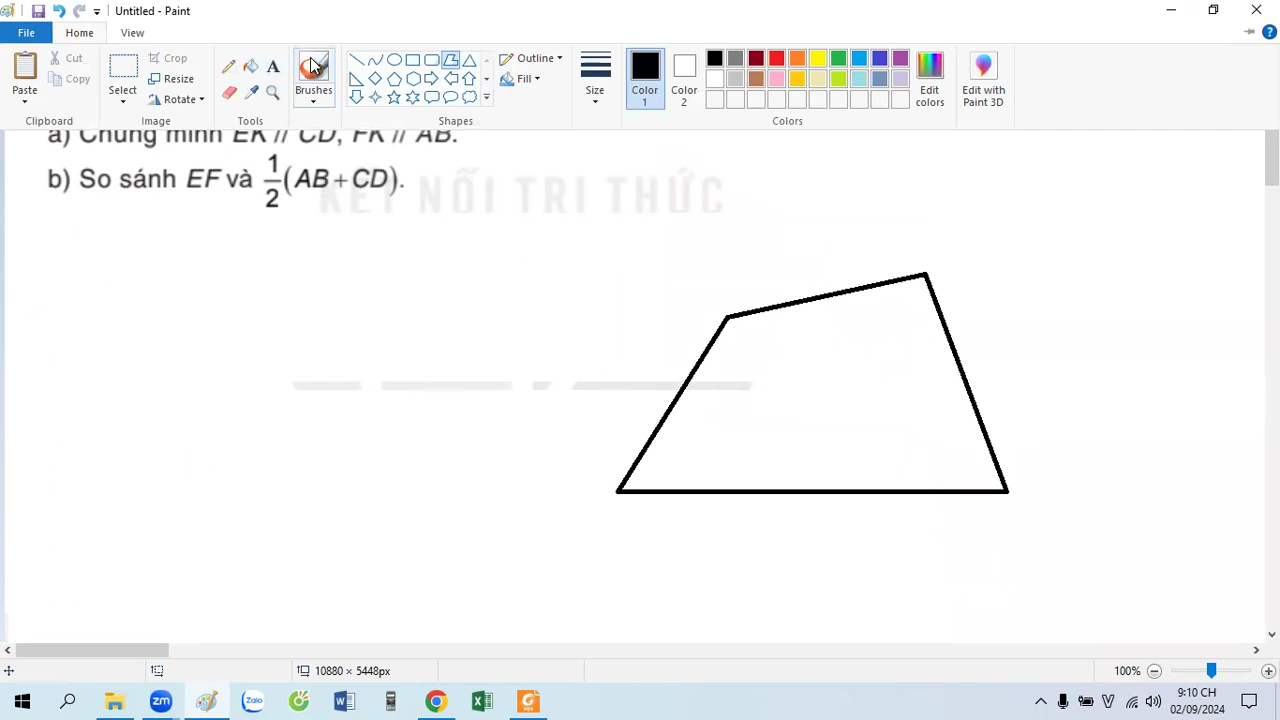 Untitled - Paint
File Home View
Paste Cut Copy Select Crop Resize Rotate Brushes Outline Fill Size Color 1 Color 2 Edit colors Edit with Paint 3D
Clipboard Image Tools Shapes Colors
a) Chứng minh EK // CD, FK // AB.
b) So sánh EF và 1/2 (AB + CD).
KẾT NỐI TRI THỨC
10880 × 5448px 100%
zm Zalo 9:10 CH
02/09/2024